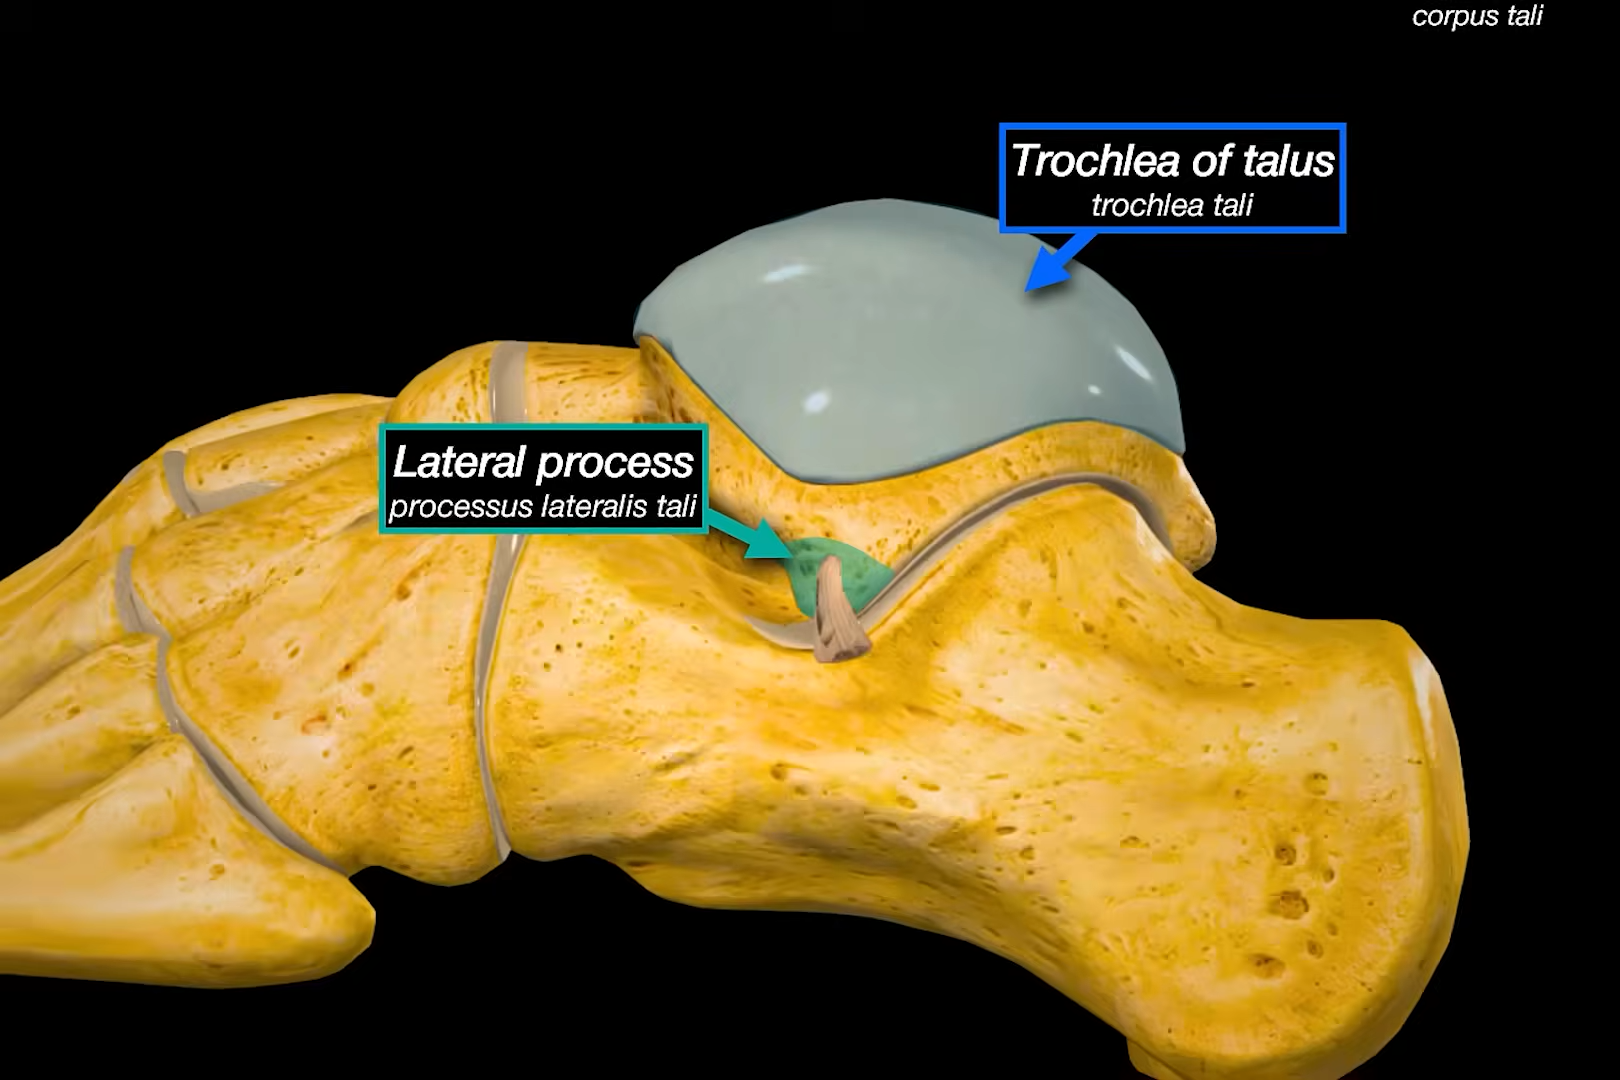 corpus tali
Trochlea of talus
trochlea tali
Lateral process
processus lateralis tali